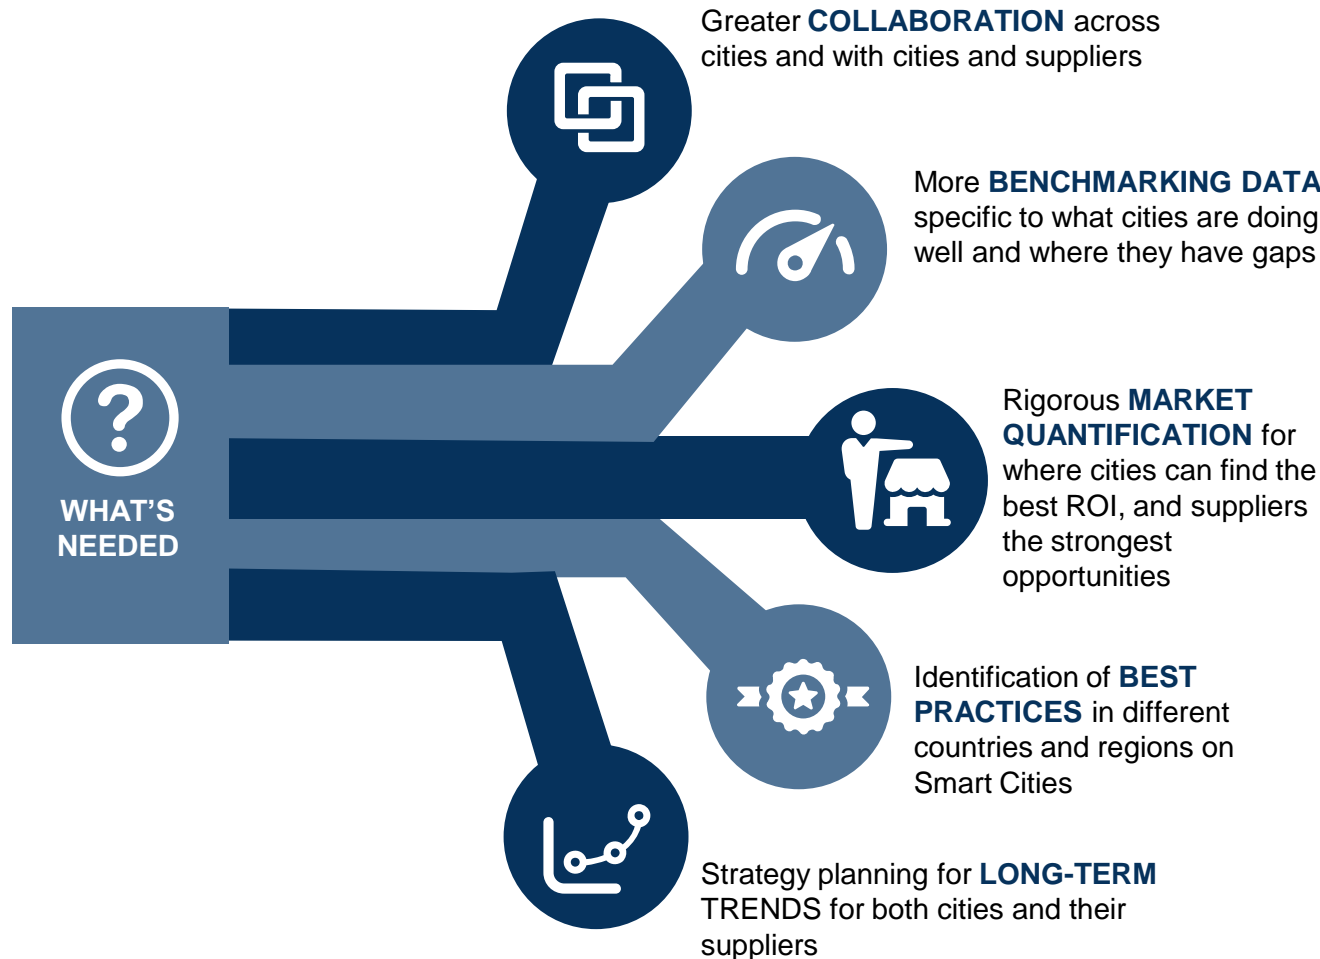 Greater COLLABORATION across
cities and with cities and suppliers
More BENCHMARKING DATA
specific to what cities are doing
well and where they have gaps
WHAT'S
NEEDED
Rigorous MARKET
QUANTIFICATION for
where cities can find the
best ROI, and suppliers
the strongest
opportunities
Identification of BEST
PRACTICES in different
countries and regions on
Smart Cities
Strategy planning for LONG-TERM
TRENDS for both cities and their
suppliers